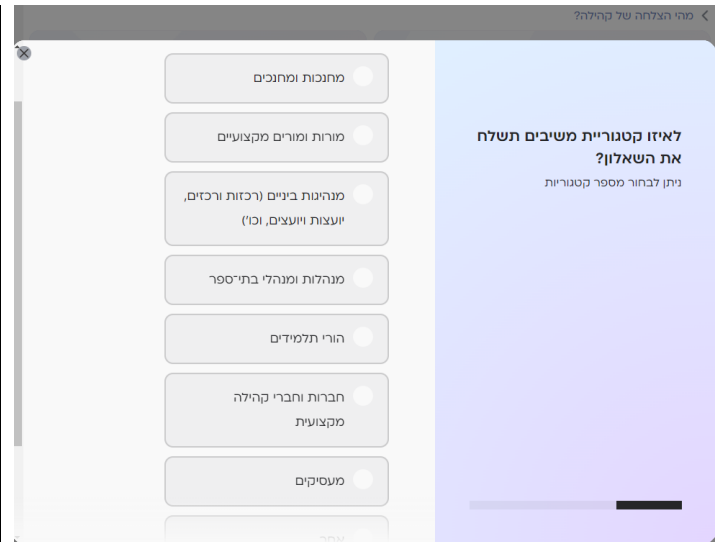 מהי הצלחה של קהילה?
לאיזו קטגוריית משיבים תשלח
את השאלון?
ניתן לבחור מספר קטגוריות
מחנכות ומחנכים
מורות ומורים מקצועיים
מנהיגות ביניים (רכזות ורכזים,
יועצות ויועצים, וכו')
מנהלות ומנהלי בתי־ספר
הורי תלמידים
חברות וחברי קהילה
מקצועית
מעסיקים
אחר